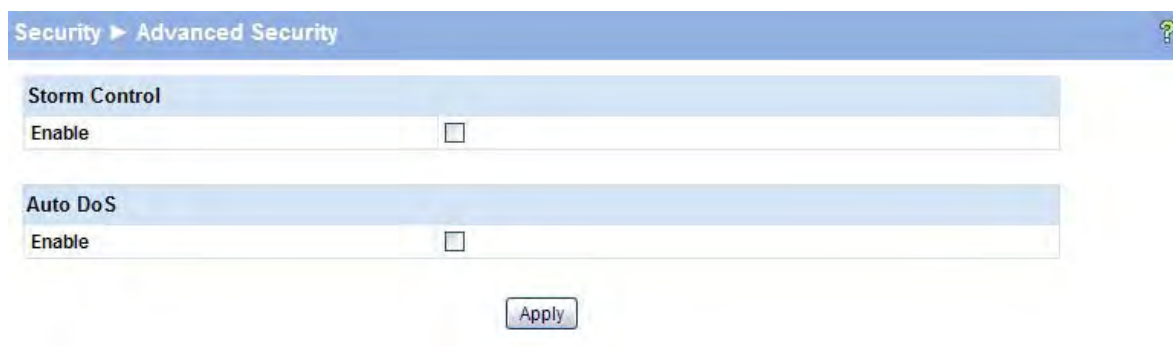 Security ► Advanced Security ?
Storm Control
Enable
Auto DoS
Enable
Apply